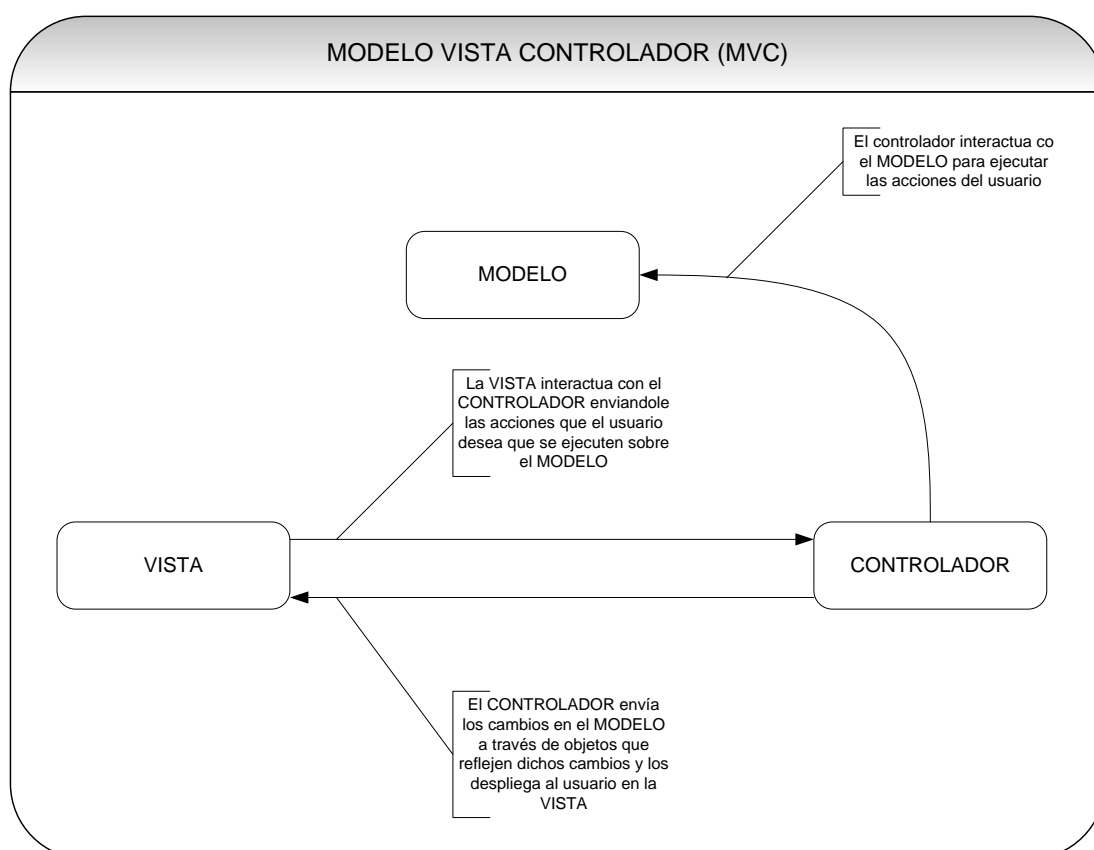 MODELO VISTA CONTROLADOR (MVC)
El controlador interactua co
el MODELO para ejecutar
las acciones del usuario
MODELO
La VISTA interactua con el
CONTROLADOR enviandole
las acciones que el usuario
desea que se ejecuten sobre
el MODELO
VISTA
CONTROLADOR
El CONTROLADOR envía
los cambios en el MODELO
a través de objetos que
reflejen dichos cambios y los
despliega al usuario en la
VISTA